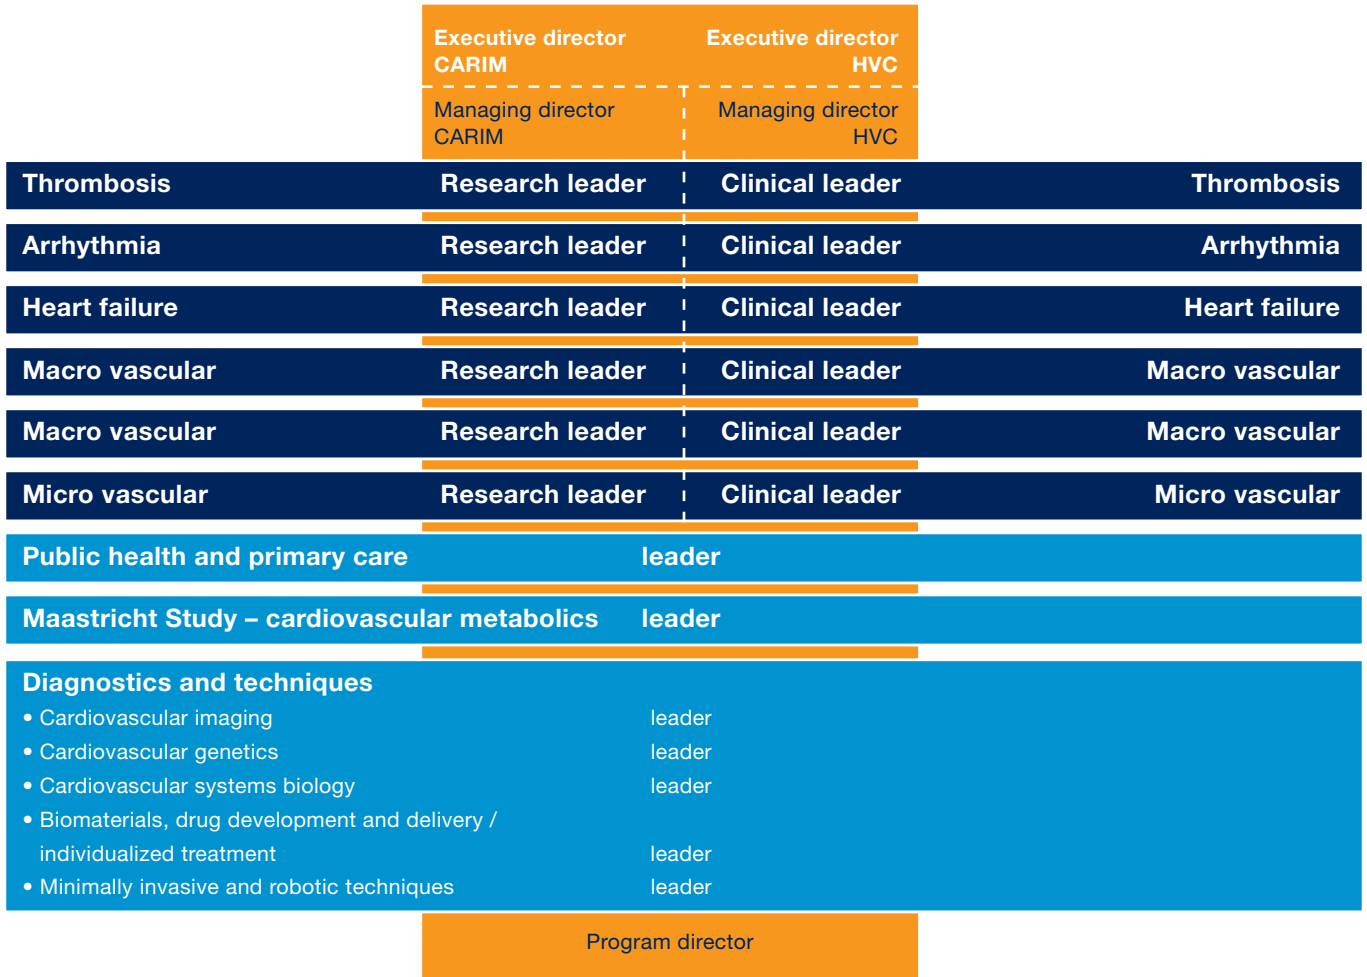 Executive director Executive director
CARIM HVC
Managing director Managing director
CARIM HVC
Thrombosis Research leader Clinical leader Thrombosis
Arrhythmia Research leader Clinical leader Arrhythmia
Heart failure Research leader Clinical leader Heart failure
Macro vascular Research leader Clinical leader Macro vascular
Macro vascular Research leader Clinical leader Macro vascular
Micro vascular Research leader Clinical leader Micro vascular
Public health and primary care leader
Maastricht Study – cardiovascular metabolics leader
Diagnostics and techniques
• Cardiovascular imaging leader
• Cardiovascular genetics leader
• Cardiovascular systems biology leader
• Biomaterials, drug development and delivery /
individualized treatment leader
• Minimally invasive and robotic techniques leader
Program director